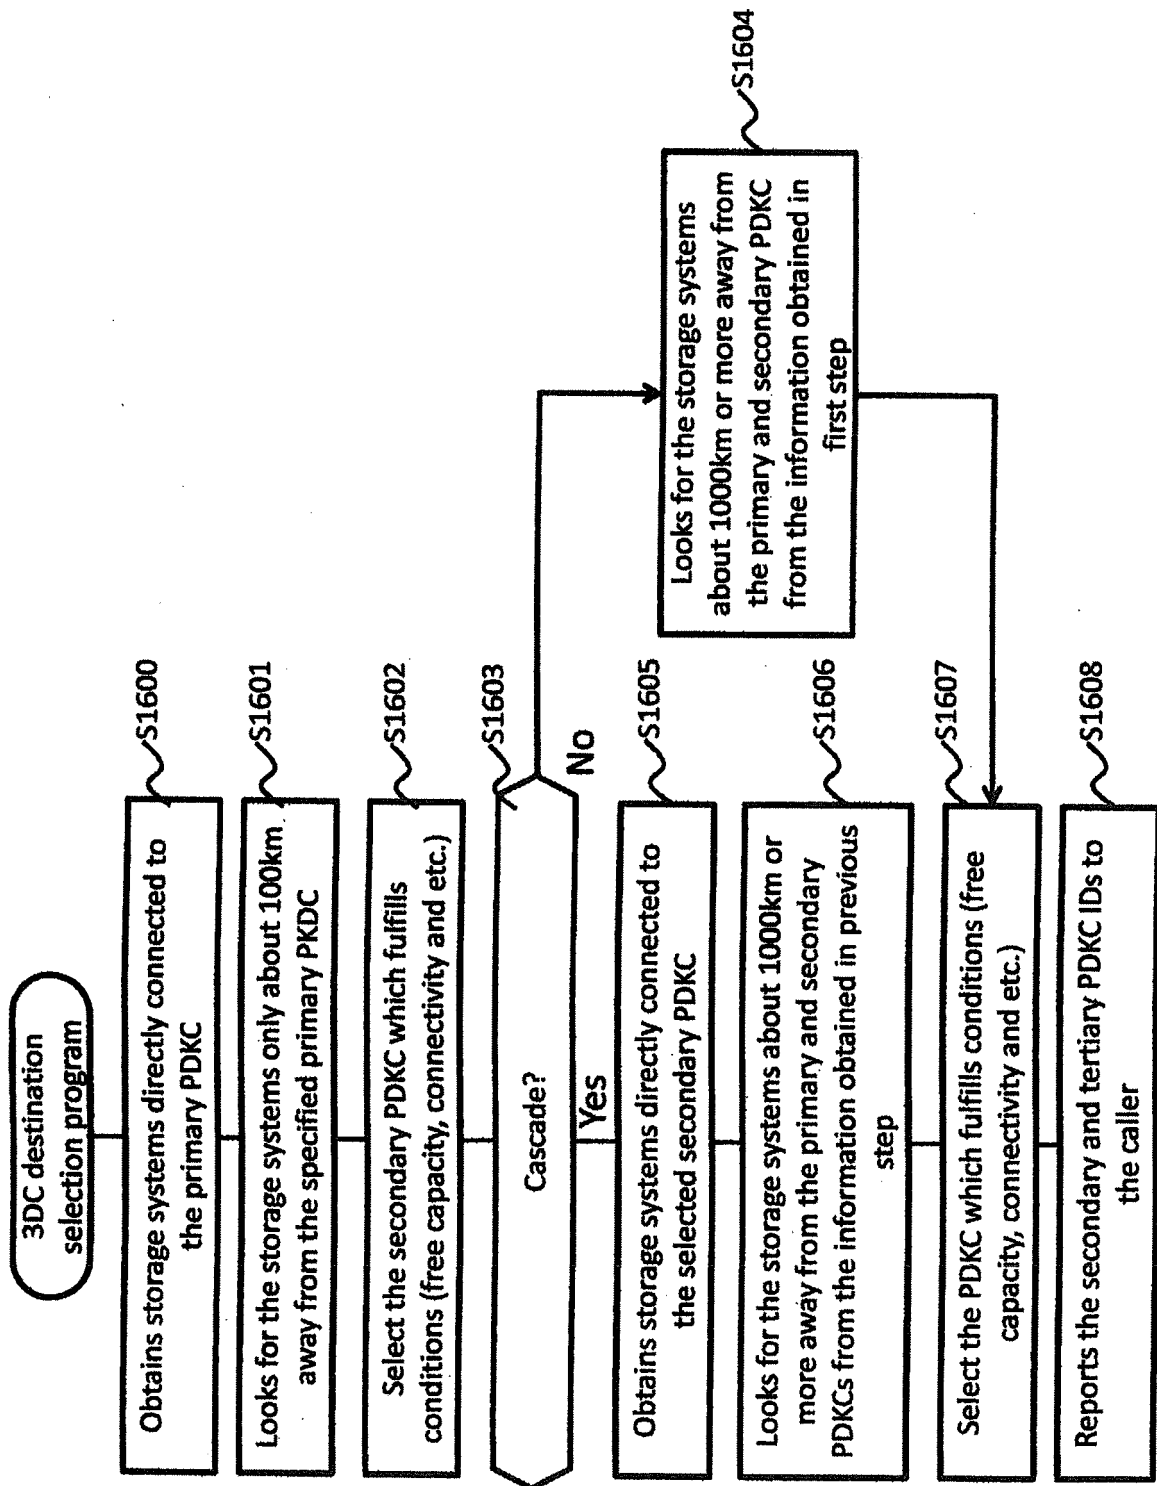 3DC destination
selection program
S1600
Obtains storage systems directly connected to
the primary PDKC
S1601
Looks for the storage systems only about 100km
away from the specified primary PKDC
S1602
Select the secondary PDKC which fulfills
conditions (free capacity, connectivity and etc.)
S1603
Cascade?
No
Yes
S1604
Looks for the storage systems
about 1000km or more away from
the primary and secondary PDKC
from the information obtained in
first step
S1605
Obtains storage systems directly connected to
the selected secondary PDKC
S1606
Looks for the storage systems about 1000km or
more away from the primary and secondary
PDKCs from the information obtained in previous
step
S1607
Select the PDKC which fulfills conditions (free
capacity, connectivity and etc.)
S1608
Reports the secondary and tertiary PDKC IDs to
the caller